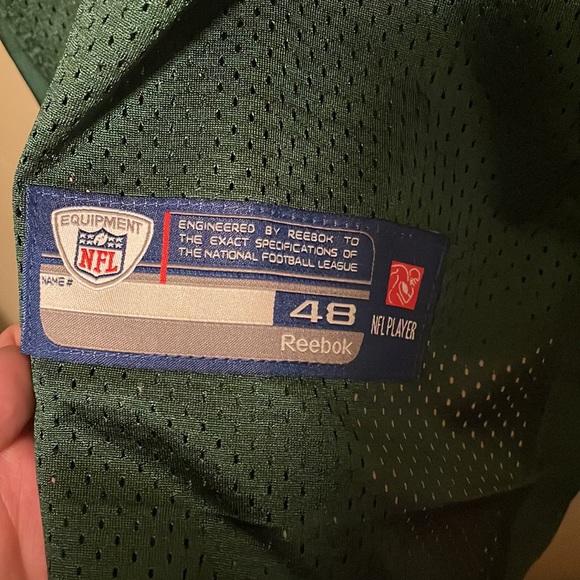 EQUIPMENT
NFL
ENGINEERED BY REEBOK TO
THE EXACT SPECIFICATIONS OF
THE NATIONAL FOOTBALL LEAGUE
NAME #
48
Reebok
NFL PLAYER